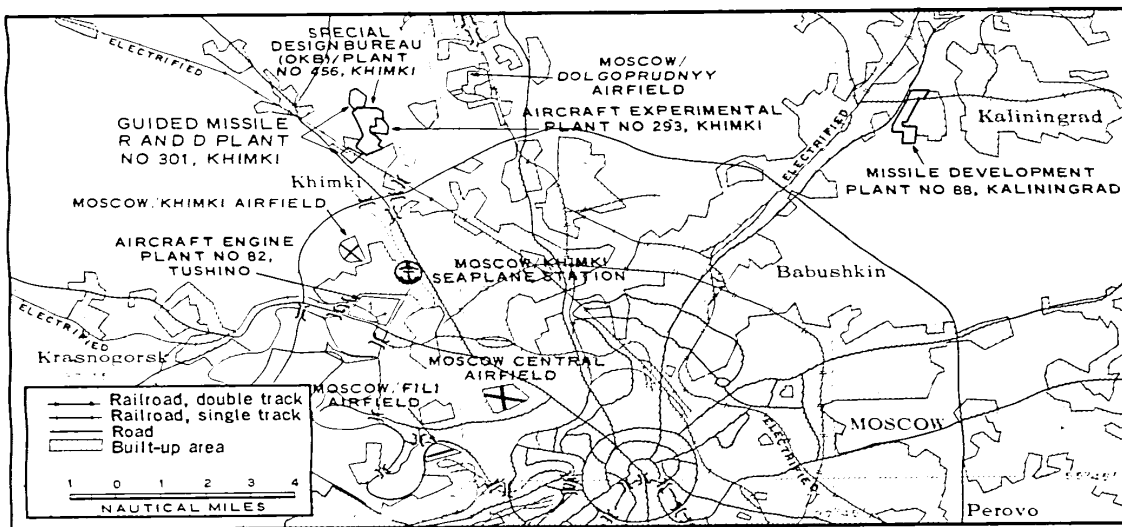 ELECTRIFIED
SPECIAL
DESIGN BUREAU
(OKB)/PLANT
NO 456, KHIMKI
MOSCOW/
DOLGOPRUDNYY
AIRFIELD
AIRCRAFT EXPERIMENTAL
PLANT NO 293, KHIMKI
GUIDED MISSILE
R AND D PLANT
NO 301, KHIMKI
Kaliningrad
ELECTRIFIED
MISSILE DEVELOPMENT
PLANT NO 88, KALININGRAD
Khimki
MOSCOW/KHIMKI AIRFIELD
AIRCRAFT ENGINE
PLANT NO 82,
TUSHINO
MOSCOW/KHIMKI
SEAPLANE STATION
Babushkin
ELECTRIFIED
Krasnogorsk
MOSCOW CENTRAL
AIRFIELD
MOSCOW/FILI
AIRFIELD
MOSCOW
ELECTRIFIED
Railroad, double track
Railroad, single track
Road
Built-up area
1 0 1 2 3 4
NAUTICAL MILES
Perovo